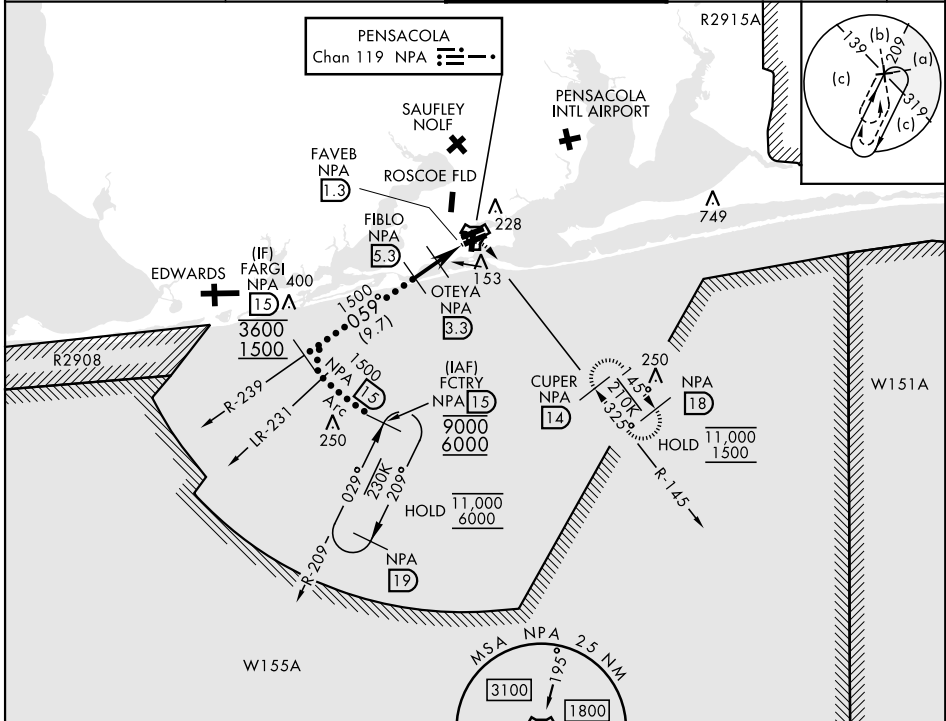 PENSACOLA
Chan 119 NPA
R2915A
139
(b)
209
(a)
(c)
319
(c)
SAUFLEY
NOLF
PENSACOLA
INTL AIRPORT
FAVEB
NPA
1.3
ROSCOE FLD
228
749
FIBLO
NPA
5.3
153
OTEYA
NPA
3.3
EDWARDS
(IF)
FARGI
NPA
15
400
3600
1500
1500
059°
(9.7)
R2908
R-239
LR-231
1500
NPA 15
Arc
250
(IAF)
FCTRY
NPA 15
9000
6000
CUPER
NPA
14
145°
210K
325°
250
NPA
18
HOLD 11,000
1500
W151A
R-145
029°
230K
209°
HOLD 11,000
6000
R-209
NPA
19
W155A
MSA NPA 25 NM
195°
3100
1800